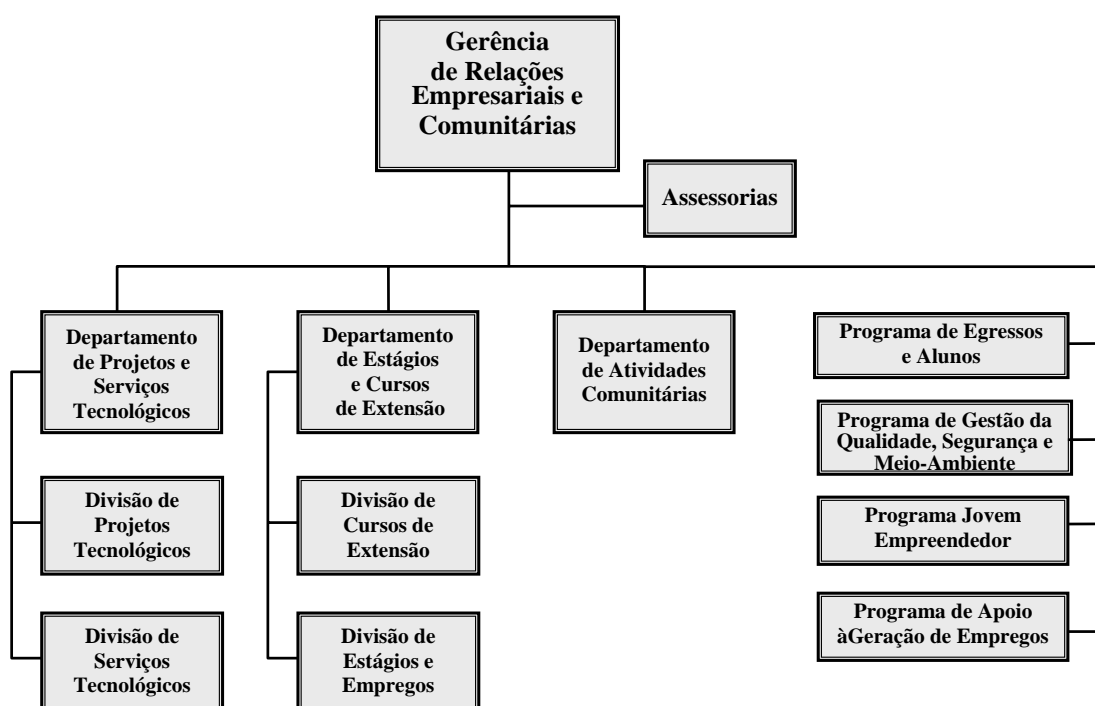 Gerência
de Relações
Empresariais e
Comunitárias
Assessorias
Departamento
de Projetos e
Serviços
Tecnológicos
Departamento
de Estágios
e Cursos
de Extensão
Departamento
de Atividades
Comunitárias
Programa de Egressos
e Alunos
Programa de Gestão da
Qualidade, Segurança e
Meio-Ambiente
Divisão de
Projetos
Tecnológicos
Divisão de
Cursos de
Extensão
Programa Jovem
Empreendedor
Divisão de
Serviços
Tecnológicos
Divisão de
Estágios e
Empregos
Programa de Apoio
àGeração de Empregos